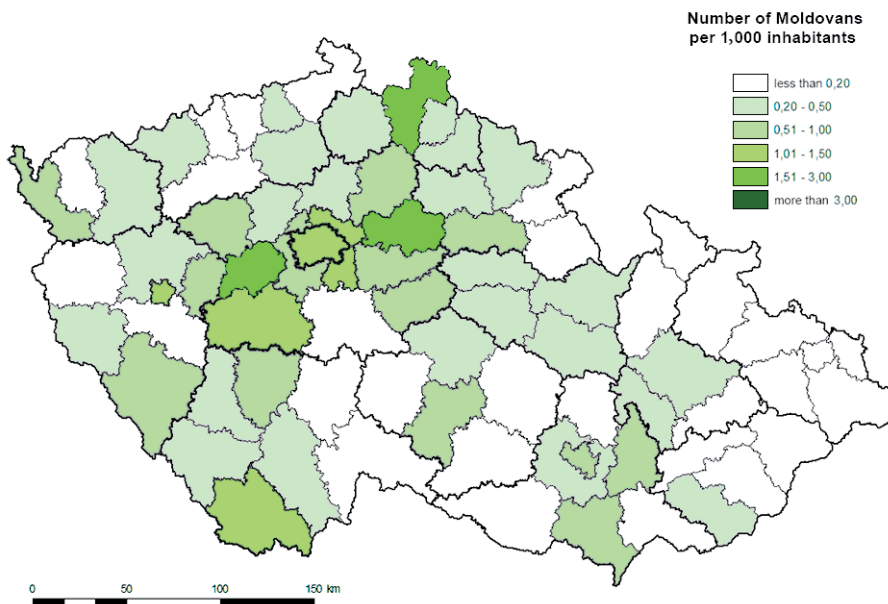 Number of Moldovans
per 1,000 inhabitants
less than 0,20
0,20 - 0,50
0,51 - 1,00
1,01 - 1,50
1,51 - 3,00
more than 3,00
0 50 100 150 km